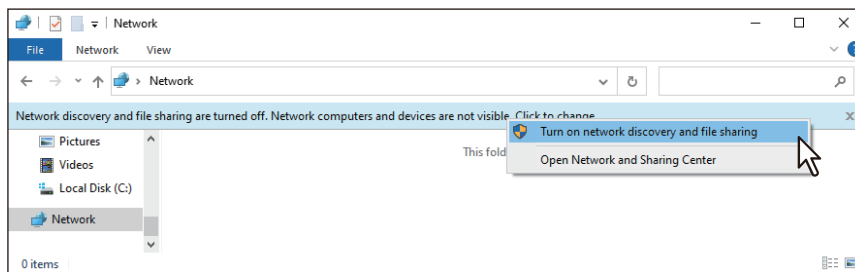 Network
File Network View
Network
Network discovery and file sharing are turned off. Network computers and devices are not visible. Click to change...
Turn on network discovery and file sharing
Pictures
This fold
Videos
Open Network and Sharing Center
Local Disk (C:)
Network
0 items